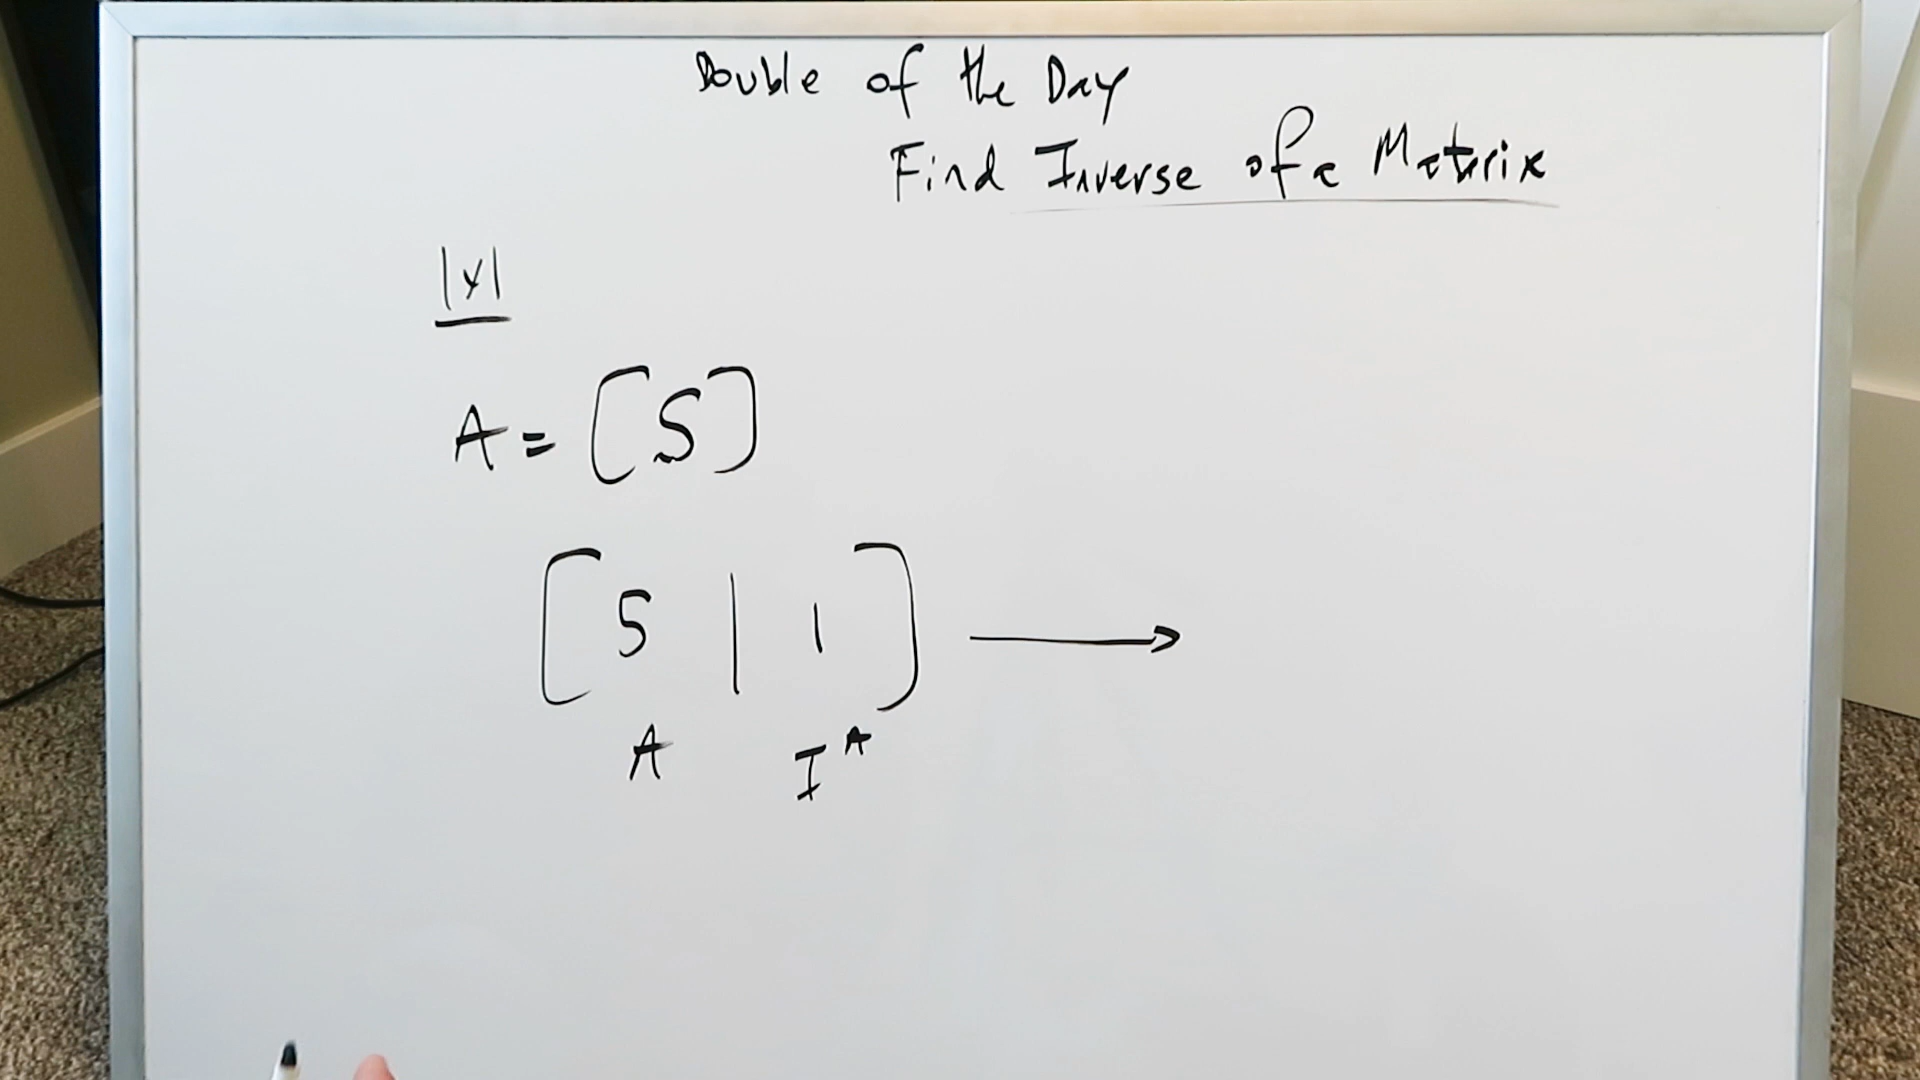 Double of the Day
Find Inverse of a Matrix
1x1
A = [5]
[5 | 1] →
A I^A